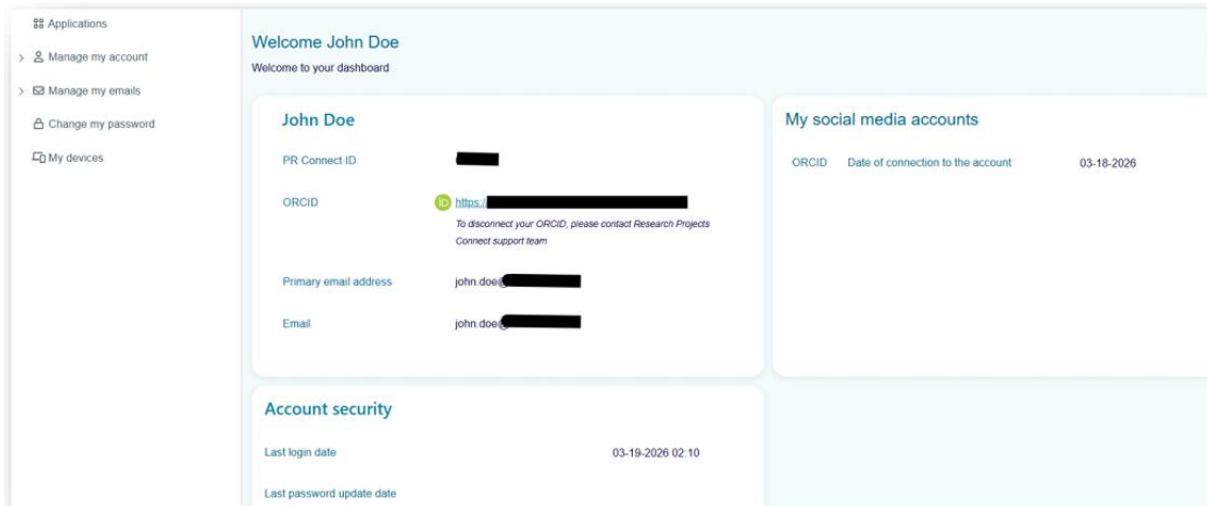 Applications
Manage my account
Manage my emails
Change my password
My devices
Welcome John Doe
Welcome to your dashboard
John Doe
PR Connect ID
ORCID
iD https:/
To disconnect your ORCID, please contact Research Projects
Connect support team
Primary email address john.doe@
Email john.doe@
My social media accounts
ORCID Date of connection to the account 03-18-2026
Account security
Last login date 03-19-2026 02:10
Last password update date